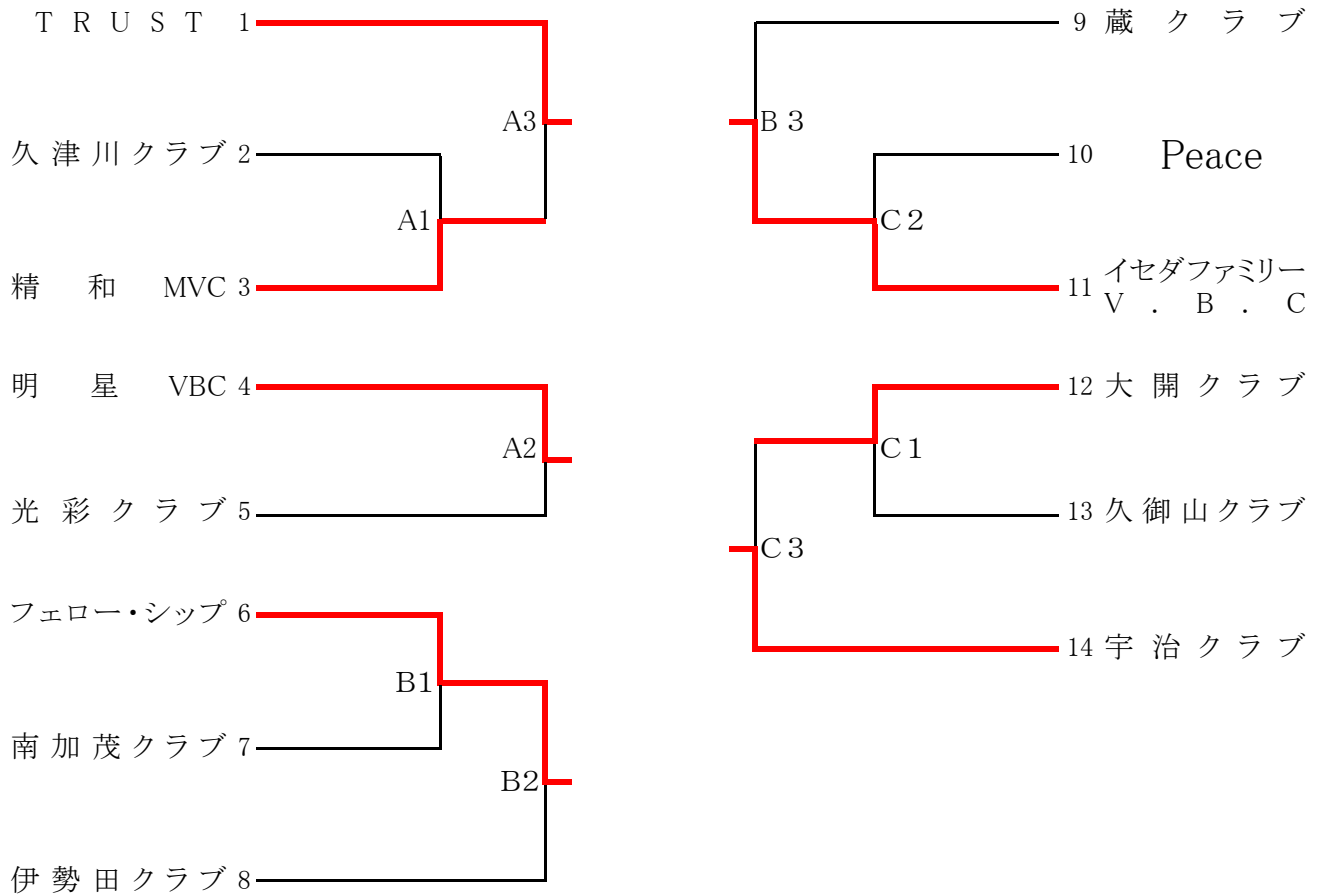 TRUST 1
A3
久津川クラブ 2
A1
精和 MVC 3
明星 VBC 4
A2
光彩クラブ 5
フェロー・シップ 6
B1
南加茂クラブ 7
B2
伊勢田クラブ 8
9 蔵クラブ
B3
10 Peace
C2
11 イセダファミリー
V.B.C
12 大開クラブ
C1
13 久御山クラブ
C3
14 宇治クラブ